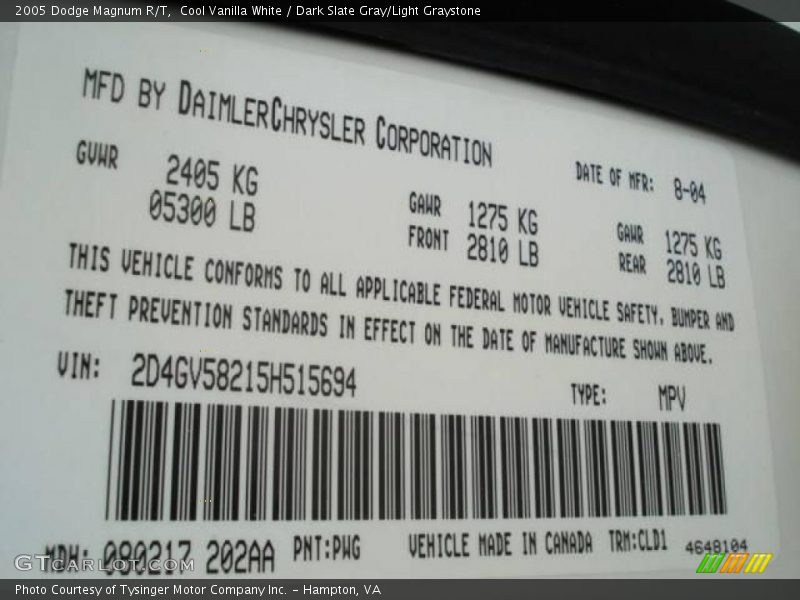 2005 Dodge Magnum R/T,  Cool Vanilla White / Dark Slate Gray/Light Graystone
MFD BY DAIMLERCHRYSLER CORPORATION
DATE OF MFR: 8-04
GVWR 2405 KG
05300 LB
GAWR 1275 KG
FRONT 2810 LB
GAWR 1275 KG
REAR 2810 LB
THIS VEHICLE CONFORMS TO ALL APPLICABLE FEDERAL MOTOR VEHICLE SAFETY, BUMPER AND
THEFT PREVENTION STANDARDS IN EFFECT ON THE DATE OF MANUFACTURE SHOWN ABOVE.
VIN: 2D4GV58215H515694
TYPE: MPV
MDH: 080217 202AA PNT:PWG VEHICLE MADE IN CANADA TRM:CLD1 4648104
GTCarLot.com
Photo Courtesy of Tysinger Motor Company Inc. - Hampton, VA